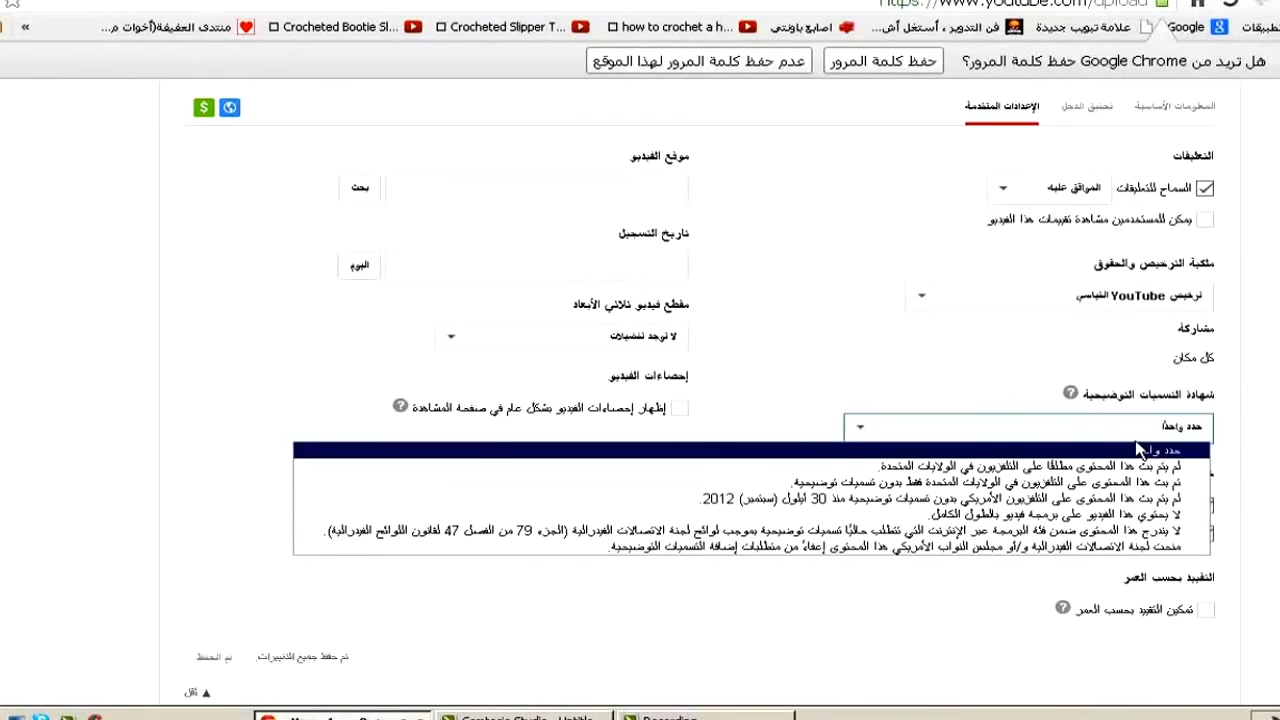 https://www.youtube.com/upload
« منتدى العفيفة(أخوات م... Crocheted Bootie Sl... Crocheted Slipper T... how to crochet a h... اصابع باونتي فن التدوير ، أستغل أش... علامة تبويب جديدة Google
هل تريد من Google Chrome حفظ كلمة المرور؟ حفظ كلمة المرور عدم حفظ كلمة المرور لهذا الموقع
المعلومات الأساسية تحقيق الدخل الإعدادات المتقدمة
التعليقات
السماح للتعليقات الموافق عليه
يمكن للمستخدمين مشاهدة تقييمات هذا الفيديو
ملكية الترخيص والحقوق
ترخيص YouTube القياسي
مشاركة
كل مكان
شهادة التسميات التوضيحية
حدد واحدًا
موقع الفيديو
بحث
تاريخ التسجيل
اليوم
مقطع فيديو ثلاثي الأبعاد
لا توجد تفضيلات
إحصاءات الفيديو
إظهار إحصاءات الفيديو بشكل عام في صفحة المشاهدة
لم يتم بث هذا المحتوى مطلقًا على التلفزيون في الولايات المتحدة.
تم بث هذا المحتوى على التلفزيون في الولايات المتحدة فقط بدون تسميات توضيحية.
لم يتم بث هذا المحتوى على التلفزيون الأمريكي بدون تسميات توضيحية منذ 30 أيلول (سبتمبر) 2012.
لا يحتوي هذا الفيديو على برمجة فيديو بالطول الكامل.
لا يندرج هذا المحتوى ضمن فئة البرمجة عبر الإنترنت التي تتطلب حاليًا تسميات توضيحية بموجب لوائح لجنة الاتصالات الفيدرالية (الجزء 79 من الفصل 47 لقانون اللوائح الفيدرالية).
منحت لجنة الاتصالات الفيدرالية و/أو مجلس النواب الأمريكي هذا المحتوى إعفاءً من متطلبات إضافة التسميات التوضيحية.
التقييد بحسب العمر
تمكين التقييد بحسب العمر
تم حفظ جميع التغييرات. تم الحفظ
أقل